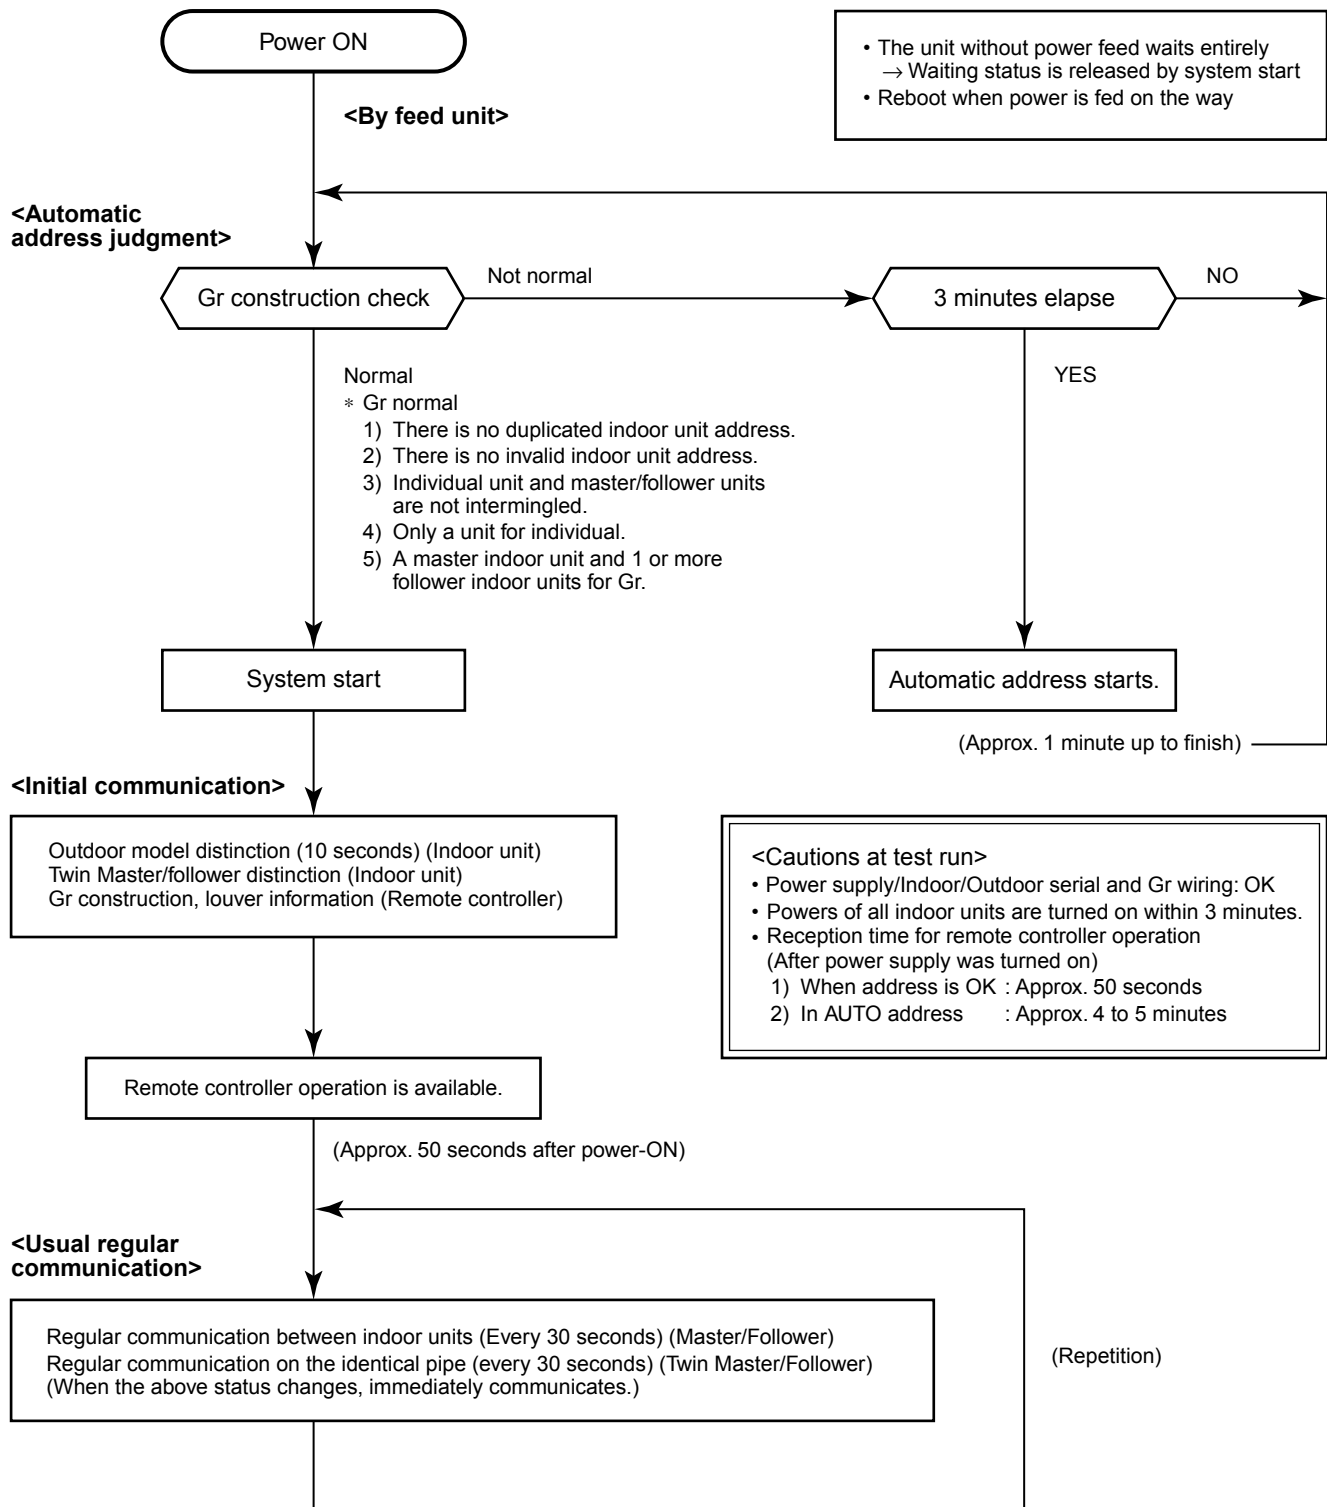 Power ON
• The unit without power feed waits entirely
→ Waiting status is released by system start
• Reboot when power is fed on the way
<By feed unit>
<Automatic
address judgment>
Gr construction check
Not normal
3 minutes elapse
NO
Normal
* Gr normal
1) There is no duplicated indoor unit address.
2) There is no invalid indoor unit address.
3) Individual unit and master/follower units
are not intermingled.
4) Only a unit for individual.
5) A master indoor unit and 1 or more
follower indoor units for Gr.
YES
System start
Automatic address starts.
(Approx. 1 minute up to finish)
<Initial communication>
Outdoor model distinction (10 seconds) (Indoor unit)
Twin Master/follower distinction (Indoor unit)
Gr construction, louver information (Remote controller)
<Cautions at test run>
• Power supply/Indoor/Outdoor serial and Gr wiring: OK
• Powers of all indoor units are turned on within 3 minutes.
• Reception time for remote controller operation
(After power supply was turned on)
1) When address is OK : Approx. 50 seconds
2) In AUTO address : Approx. 4 to 5 minutes
Remote controller operation is available.
(Approx. 50 seconds after power-ON)
<Usual regular
communication>
Regular communication between indoor units (Every 30 seconds) (Master/Follower)
Regular communication on the identical pipe (every 30 seconds) (Twin Master/Follower)
(When the above status changes, immediately communicates.)
(Repetition)